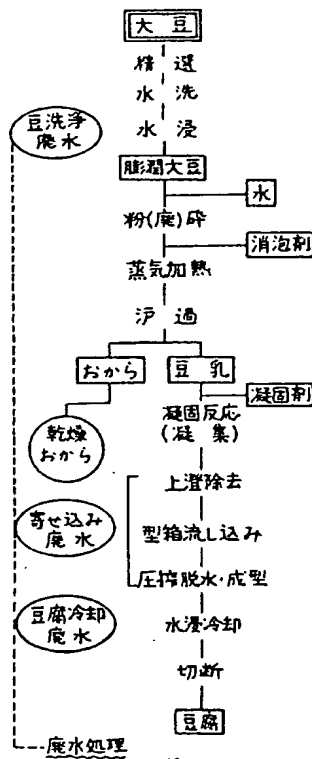 大豆
精選
水洗
豆洗浄
廃水
水浸
膨潤大豆
水
粉(廃)砕
消泡剤
蒸気加熱
沪過
おから
豆乳
凝固剤
乾燥
おから
凝固反応
(凝集)
上澄除去
寄せ込み
廃水
型箱流し込み
圧搾脱水・成型
豆腐冷却
廃水
水浸冷却
切断
豆腐
廃水処理